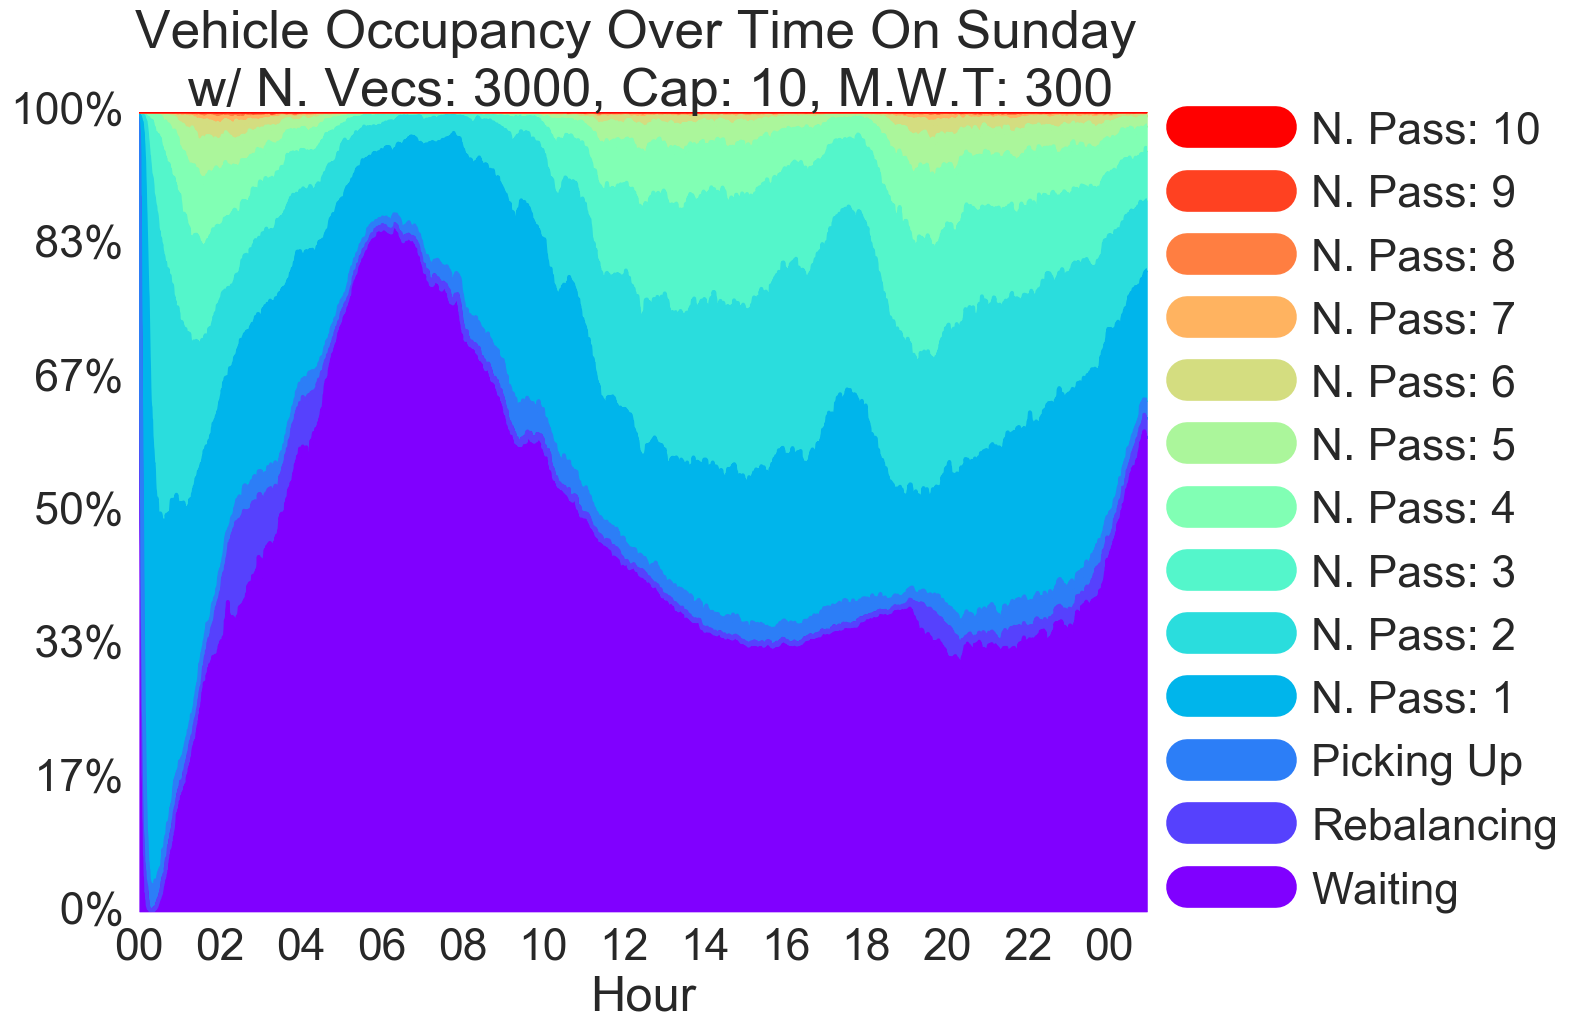 Vehicle Occupancy Over Time On Sunday
w/ N. Vecs: 3000, Cap: 10, M.W.T: 300
100%
83%
67%
50%
33%
17%
0%
00 02 04 06 08 10 12 14 16 18 20 22 00
Hour
N. Pass: 10
N. Pass: 9
N. Pass: 8
N. Pass: 7
N. Pass: 6
N. Pass: 5
N. Pass: 4
N. Pass: 3
N. Pass: 2
N. Pass: 1
Picking Up
Rebalancing
Waiting